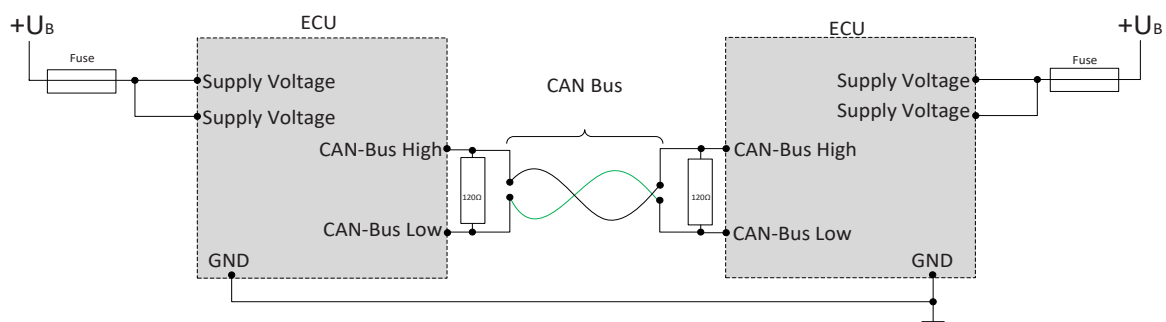 ECU
ECU
+UB
+UB
Fuse
Fuse
Supply Voltage
Supply Voltage
Supply Voltage
Supply Voltage
CAN Bus
CAN-Bus High
CAN-Bus High
120Ω
120Ω
CAN-Bus Low
CAN-Bus Low
GND
GND